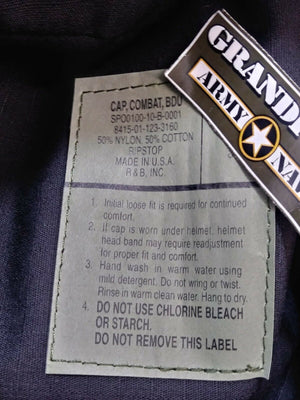 CAP, COMBAT, BDU
SPO0100-10-B-0001
8415-01-123-3160
50% NYLON, 50% COTTON
RIPSTOP
MADE IN U.S.A.
R & B, INC.
1. Initial loose fit is required for continued
comfort.
2. If cap is worn under helmet, helmet
head band may require readjustment
for proper fit and comfort.
3. Hand wash in warm water using
mild detergent. Do not wring or twist.
Rinse in warm clean water. Hang to dry.
4. DO NOT USE CHLORINE BLEACH
OR STARCH.
DO NOT REMOVE THIS LABEL
GRAND
ARMY NA